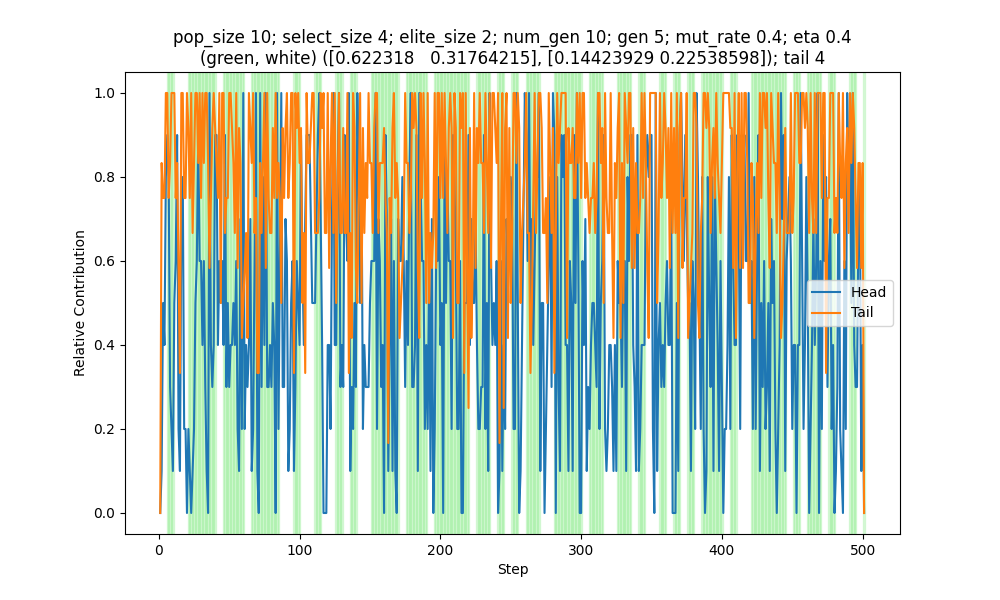 pop_size 10; select_size 4; elite_size 2; num_gen 10; gen 5; mut_rate 0.4; eta 0.4
(green, white) ([0.622318   0.31764215], [0.14423929 0.22538598]); tail 4
1.0
0.8
0.6
0.4
0.2
0.0
Relative Contribution
Head
Tail
0
100
200
300
400
500
Step